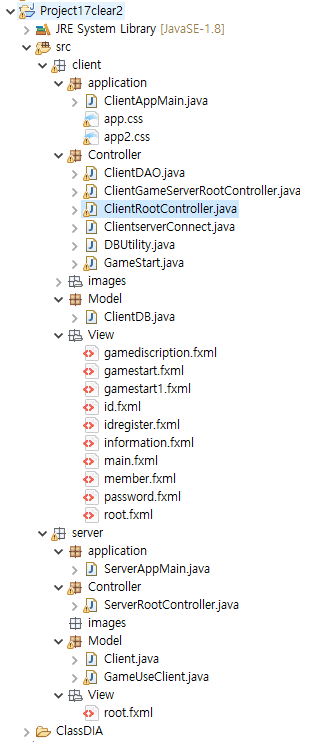 Project17clear2
JRE System Library [JavaSE-1.8]
src
client
application
ClientAppMain.java
app.css
app2.css
Controller
ClientDAO.java
ClientGameServerRootController.java
ClientRootController.java
ClientserverConnect.java
DBUtility.java
GameStart.java
images
Model
ClientDB.java
View
gamediscription.fxml
gamestart.fxml
gamestart1.fxml
id.fxml
idregister.fxml
information.fxml
main.fxml
member.fxml
password.fxml
root.fxml
server
application
ServerAppMain.java
Controller
ServerRootController.java
images
Model
Client.java
GameUseClient.java
View
root.fxml
ClassDIA